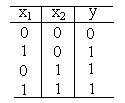 x₁ x₂ y
0 0 0
1 0 1
0 1 1
1 1 1